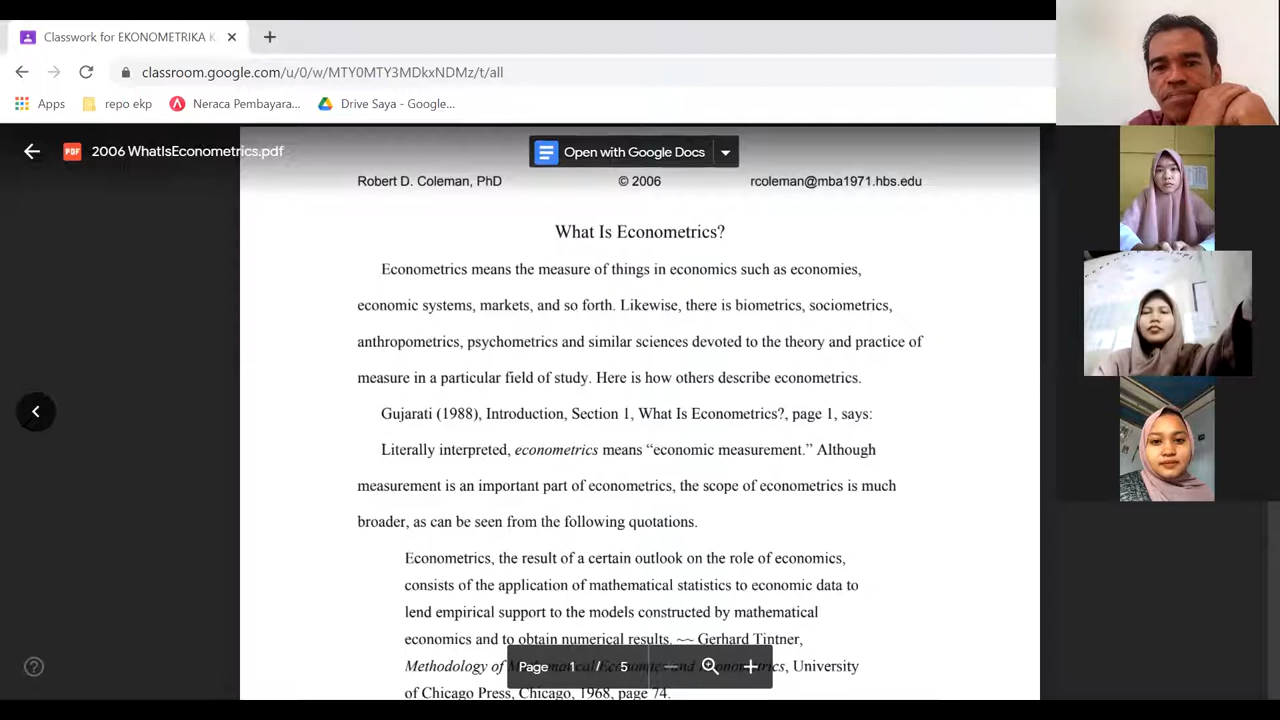 Classwork for EKONOMETRIKA K
classroom.google.com/u/0/w/MTY0MTY3MDkxNDMz/t/all
Apps repo ekp Neraca Pembayara... Drive Saya - Google...
PDF 2006 WhatIsEconometrics.pdf
Open with Google Docs
Robert D. Coleman, PhD © 2006 rcoleman@mba1971.hbs.edu
What Is Econometrics?
Econometrics means the measure of things in economics such as economies,
economic systems, markets, and so forth. Likewise, there is biometrics, sociometrics,
anthropometrics, psychometrics and similar sciences devoted to the theory and practice of
measure in a particular field of study. Here is how others describe econometrics.
Gujarati (1988), Introduction, Section 1, What Is Econometrics?, page 1, says:
Literally interpreted, econometrics means “economic measurement.” Although
measurement is an important part of econometrics, the scope of econometrics is much
broader, as can be seen from the following quotations.
Econometrics, the result of a certain outlook on the role of economics,
consists of the application of mathematical statistics to economic data to
lend empirical support to the models constructed by mathematical
economics and to obtain numerical results. ~~ Gerhard Tintner,
Methodology of Mathematical Economics and Econometrics, University
of Chicago Press, Chicago, 1968, page 74.
Page 1 / 5